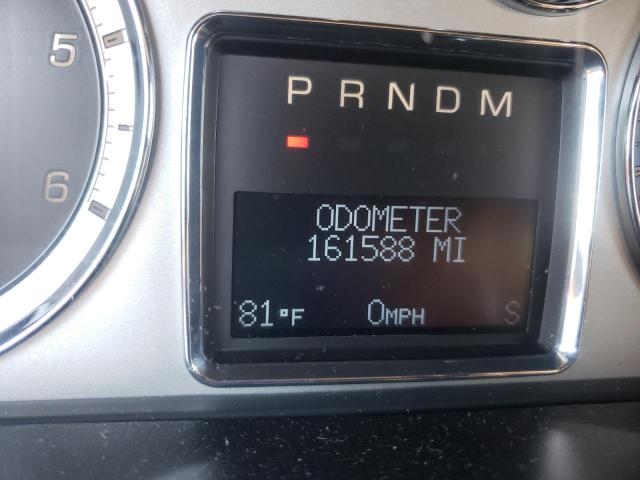 5
6
P R N D M
ODOMETER
161588 MI
81°F 0MPH S